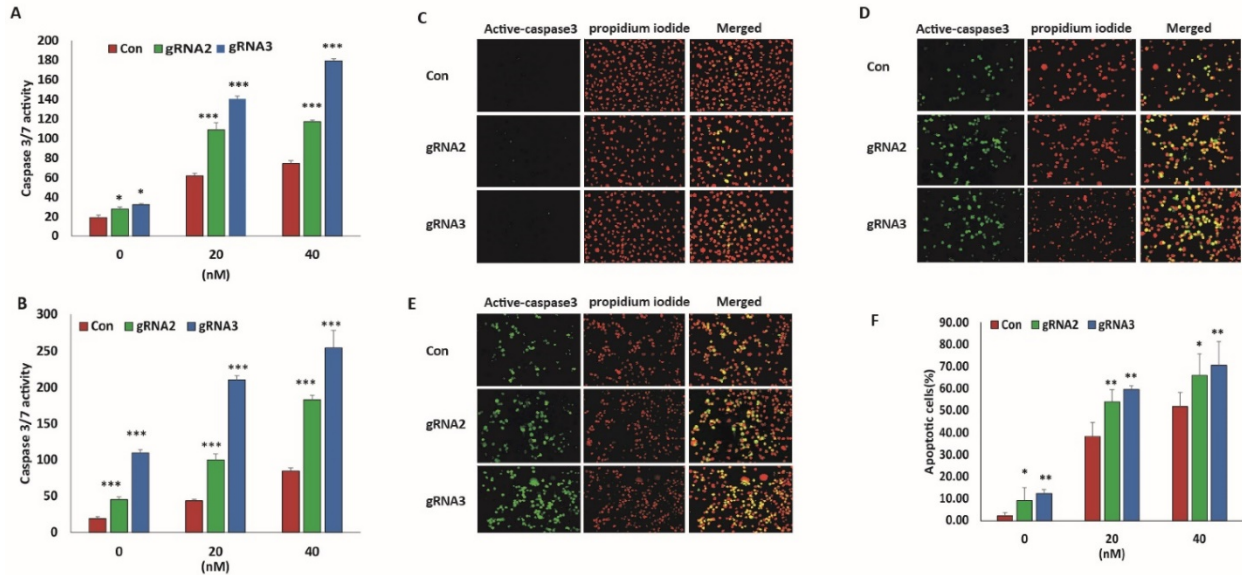 A
Con gRNA2 gRNA3
Caspase 3/7 activity
200
180
160
140
120
100
80
60
40
20
0
* *
*** ***
*** ***
0 20 40
(nM)
B
Con gRNA2 gRNA3
Caspase 3/7 activity
300
250
200
150
100
50
0
*** ***
*** ***
*** ***
0 20 40
(nM)
C
Active-caspase3 propidium iodide Merged
Con
gRNA2
gRNA3
D
Active-caspase3 propidium iodide Merged
Con
gRNA2
gRNA3
E
Active-caspase3 propidium iodide Merged
Con
gRNA2
gRNA3
F
Con gRNA2 gRNA3
Apoptotic cells(%)
90.00
80.00
70.00
60.00
50.00
40.00
30.00
20.00
10.00
0.00
* **
** **
* **
0 20 40
(nM)